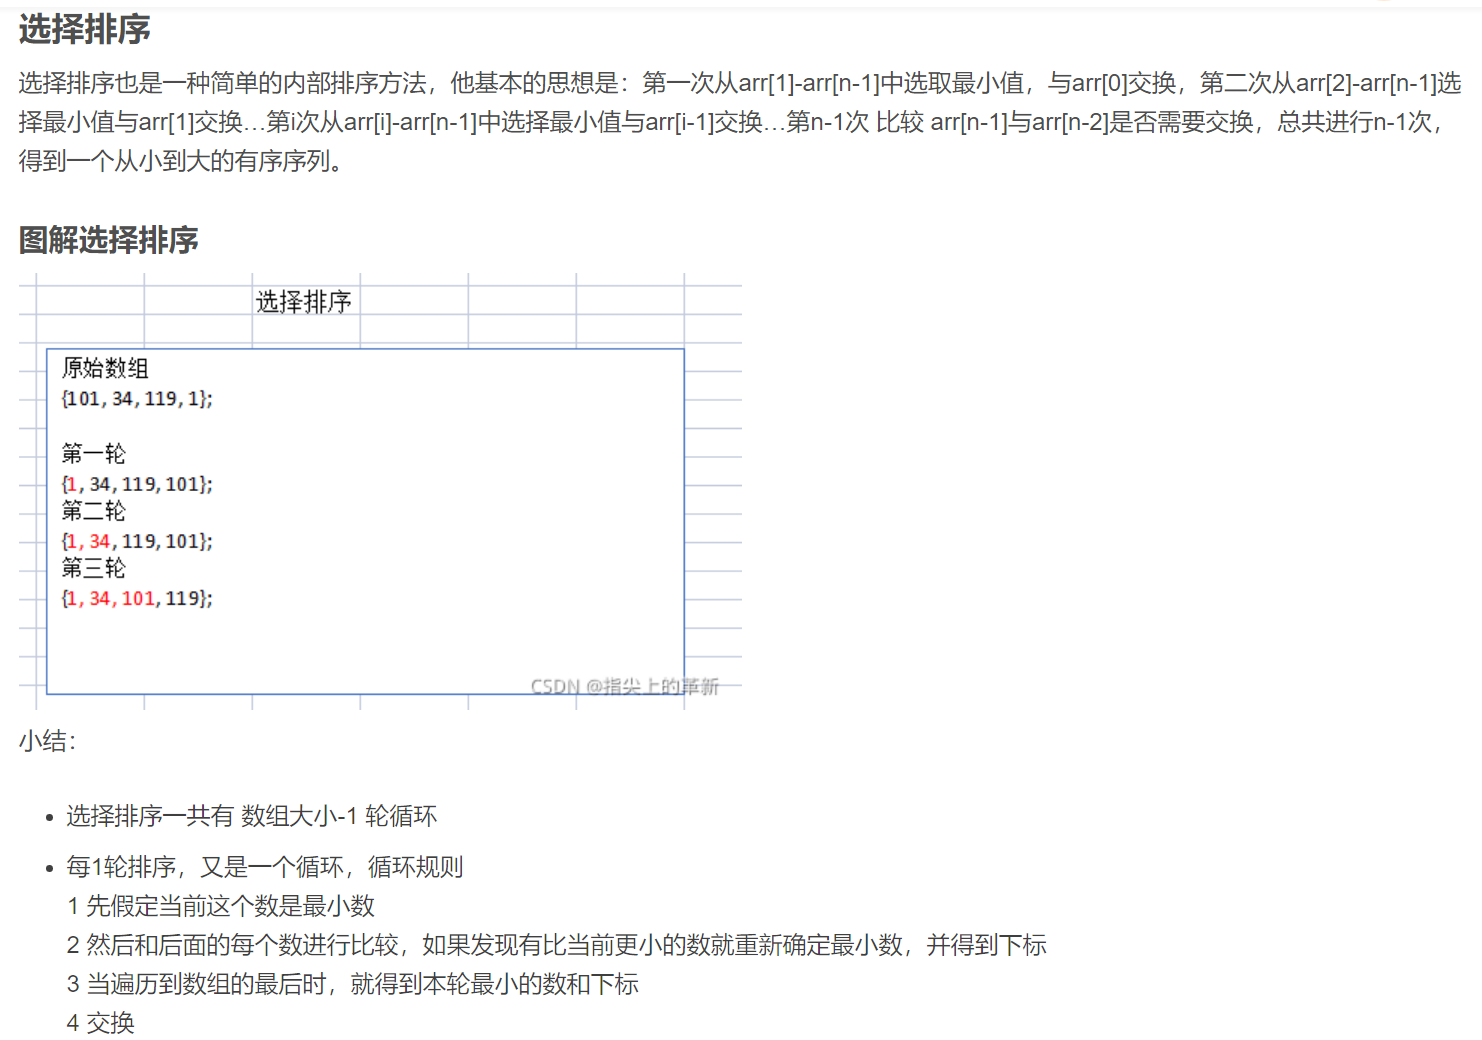 选择排序
选择排序也是一种简单的内部排序方法，他基本的思想是：第一次从arr[1]-arr[n-1]中选取最小值，与arr[0]交换，第二次从arr[2]-arr[n-1]选
择最小值与arr[1]交换…第i次从arr[i]-arr[n-1]中选择最小值与arr[i-1]交换…第n-1次 比较 arr[n-1]与arr[n-2]是否需要交换，总共进行n-1次，
得到一个从小到大的有序序列。
图解选择排序
选择排序
原始数组
{101,34,119,1};
第一轮
{1,34,119,101};
第二轮
{1,34,119,101};
第三轮
{1,34,101,119};
CSDN @指尖上的革新
小结：
• 选择排序一共有 数组大小-1 轮循环
• 每1轮排序，又是一个循环，循环规则
1 先假定当前这个数是最小数
2 然后和后面的每个数进行比较，如果发现有比当前更小的数就重新确定最小数，并得到下标
3 当遍历到数组的最后时，就得到本轮最小的数和下标
4 交换